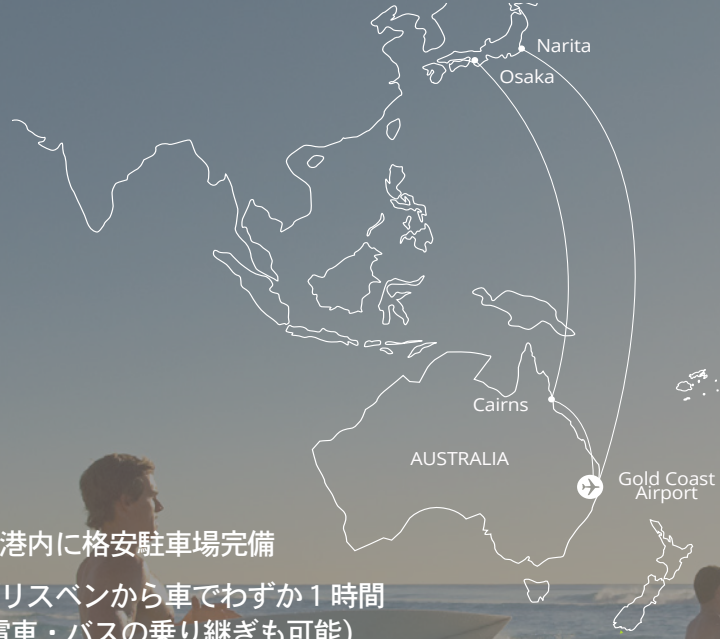 Narita
Osaka
Cairns
AUSTRALIA
Gold Coast
Airport
港内に格安駐車場完備
リスベンから車でわずか1時間
電車・バスの乗り継ぎも可能）